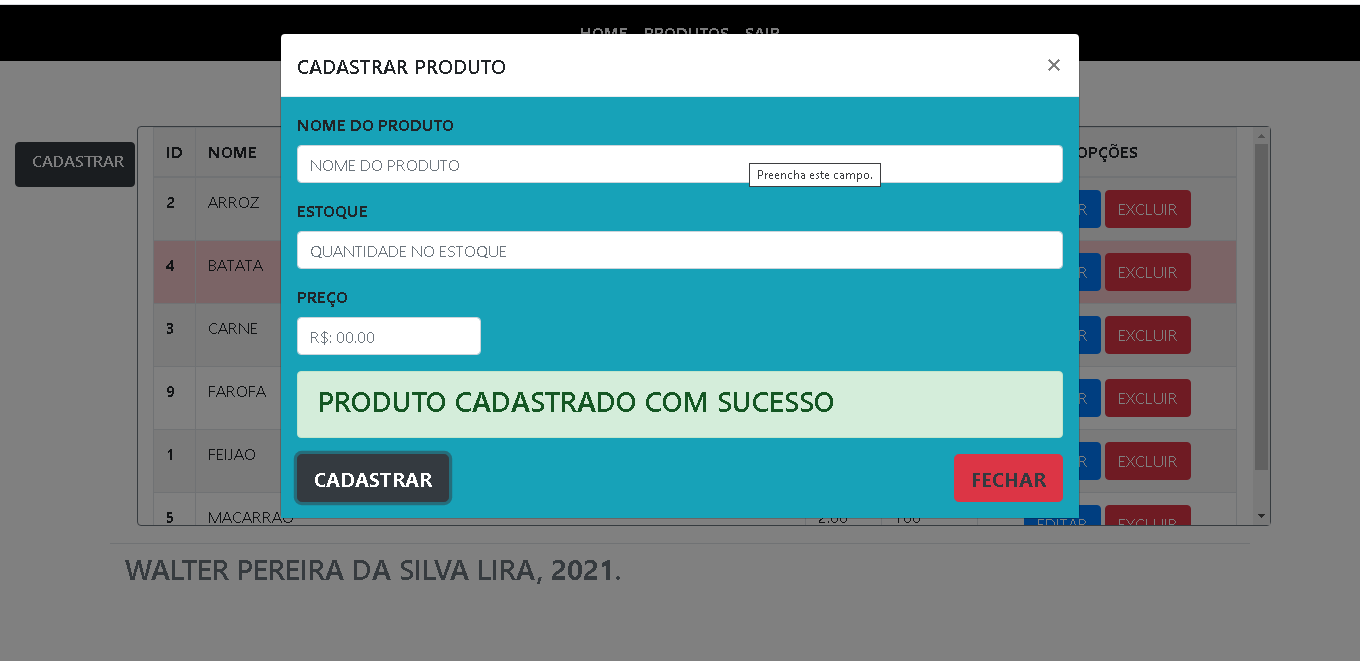 HOME PRODUTOS SAIR
CADASTRAR PRODUTO ×
NOME DO PRODUTO
NOME DO PRODUTO
Preencha este campo.
ESTOQUE
QUANTIDADE NO ESTOQUE
PREÇO
R$: 00.00
PRODUTO CADASTRADO COM SUCESSO
CADASTRAR FECHAR
CADASTRAR
ID NOME OPÇÕES
2 ARROZ R EXCLUIR
4 BATATA R EXCLUIR
3 CARNE R EXCLUIR
9 FAROFA R EXCLUIR
1 FEIJAO R EXCLUIR
5 MACARRAO 2.00 100 EDITAR EXCLUIR
WALTER PEREIRA DA SILVA LIRA, 2021.